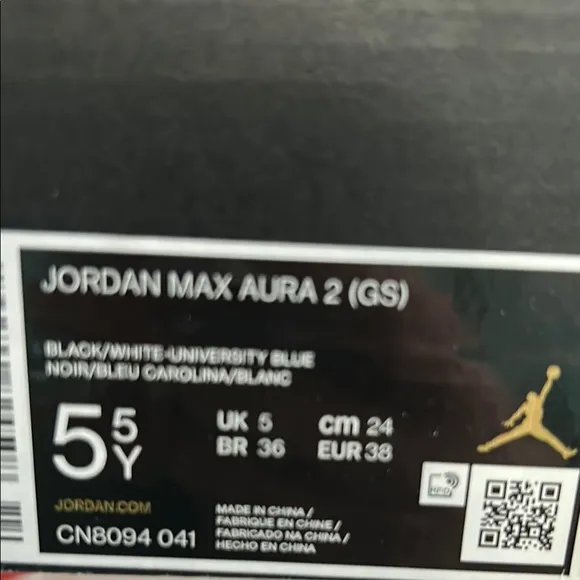 JORDAN MAX AURA 2 (GS)
BLACK/WHITE-UNIVERSITY BLUE
NOIR/BLEU CAROLINA/BLANC
5 5Y
UK 5 cm 24
BR 36 EUR 38
JORDAN.COM
CN8094 041
MADE IN CHINA /
FABRIQUE EN CHINE /
FABRICADO NA CHINA /
HECHO EN CHINA
RFID